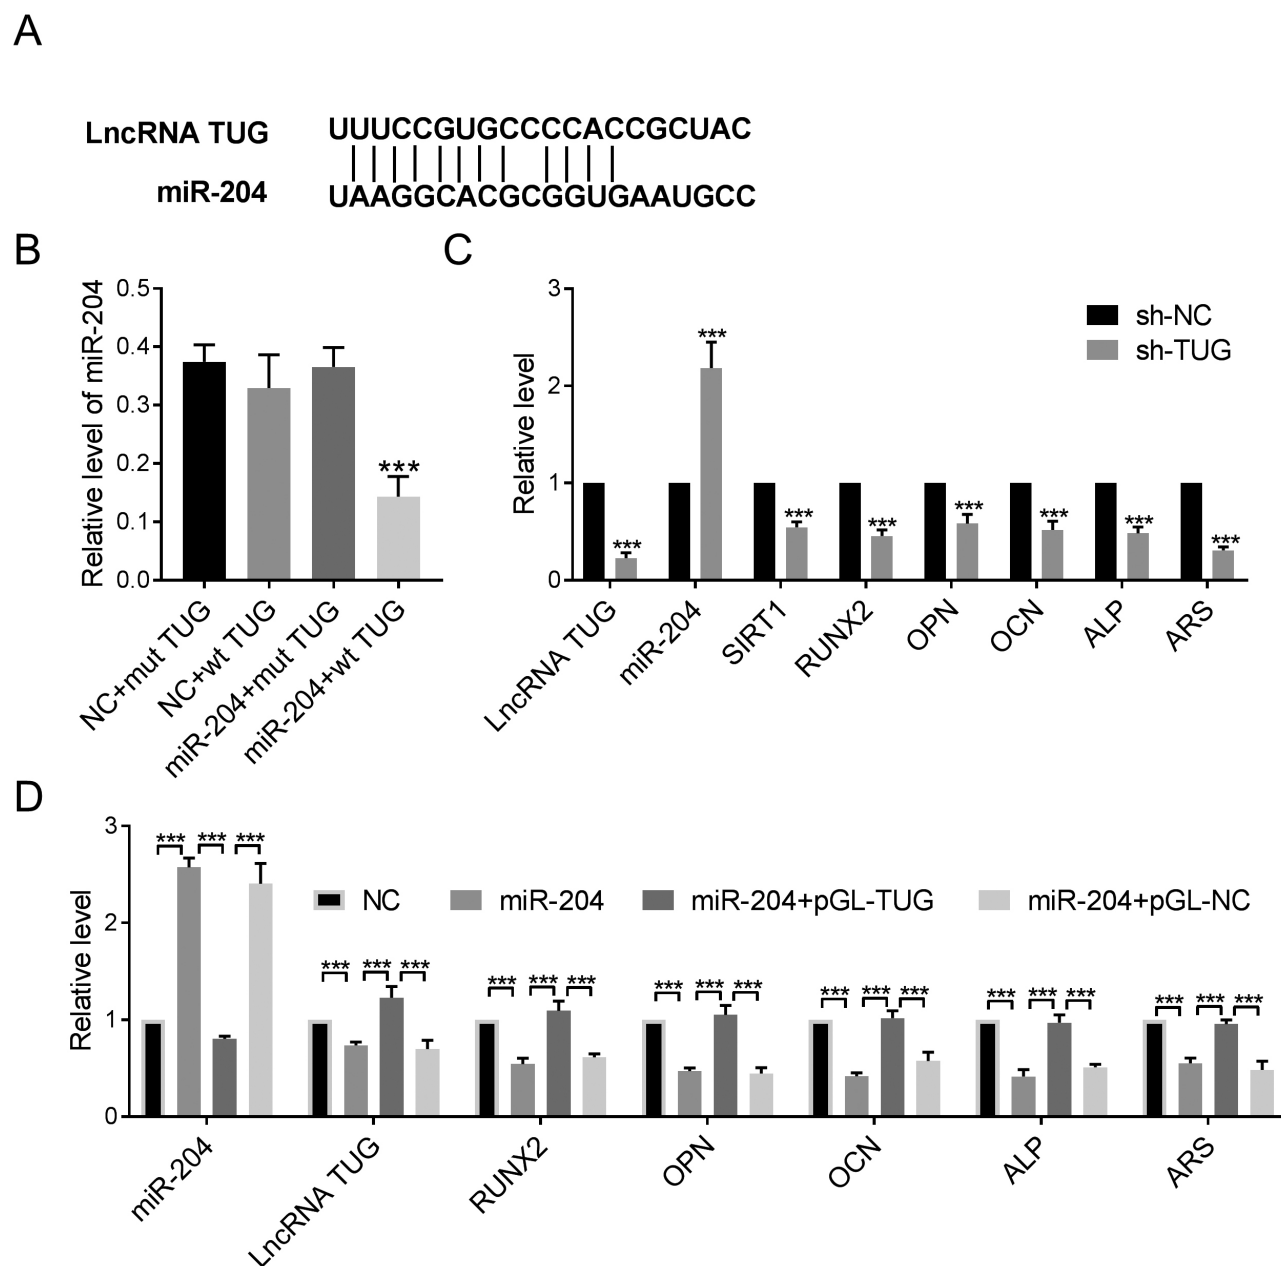 A
LncRNA TUG UUUCCGUGCCCCACCGCUAC
miR-204 UAAGGCACGCGGUGAAUGCC
B
Relative level of miR-204
0.5
0.4
0.3
0.2
0.1
0.0
***
NC+mut TUG
NC+wt TUG
miR-204+mut TUG
miR-204+wt TUG
C
Relative level
3
2
1
0
sh-NC
sh-TUG
*** *** *** *** *** *** *** ***
LncRNA TUG
miR-204
SIRT1
RUNX2
OPN
OCN
ALP
ARS
D
Relative level
3
2
1
0
NC miR-204 miR-204+pGL-TUG miR-204+pGL-NC
*** *** ***
*** *** ***
*** *** ***
*** *** ***
*** *** ***
*** *** ***
*** *** ***
miR-204
LncRNA TUG
RUNX2
OPN
OCN
ALP
ARS